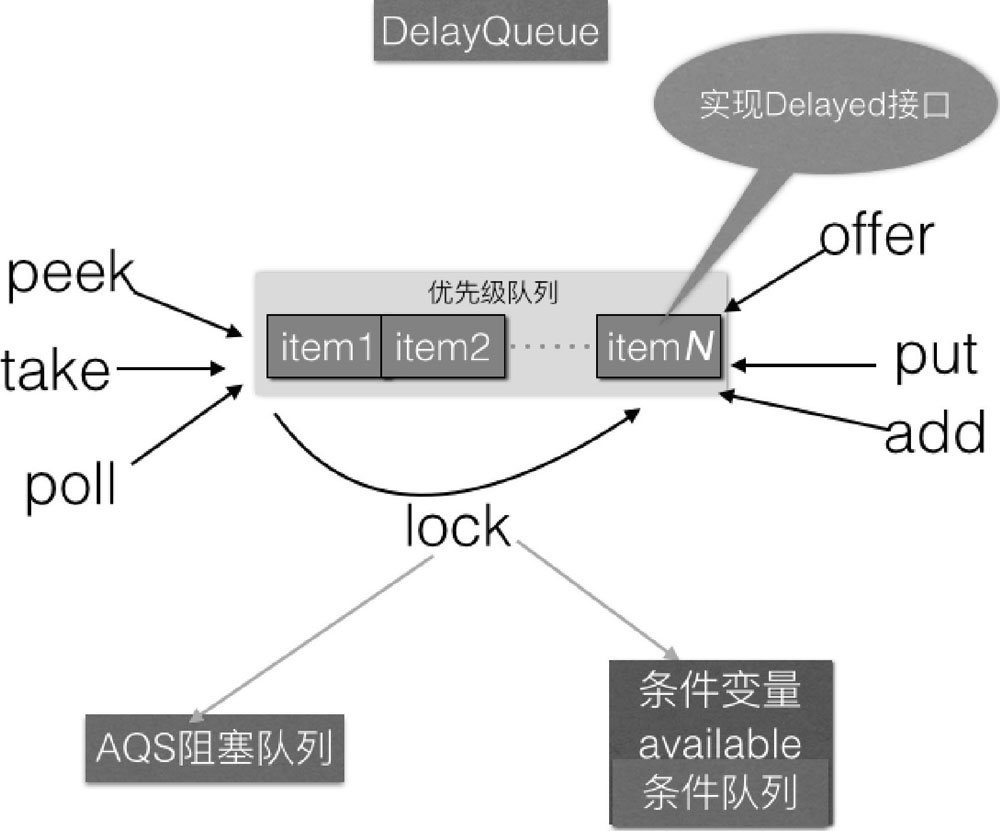 DelayQueue
实现Delayed接口
offer
peek
优先级队列
item1 item2 ······ itemN
take
put
add
poll
lock
条件变量
available
条件队列
AQS阻塞队列